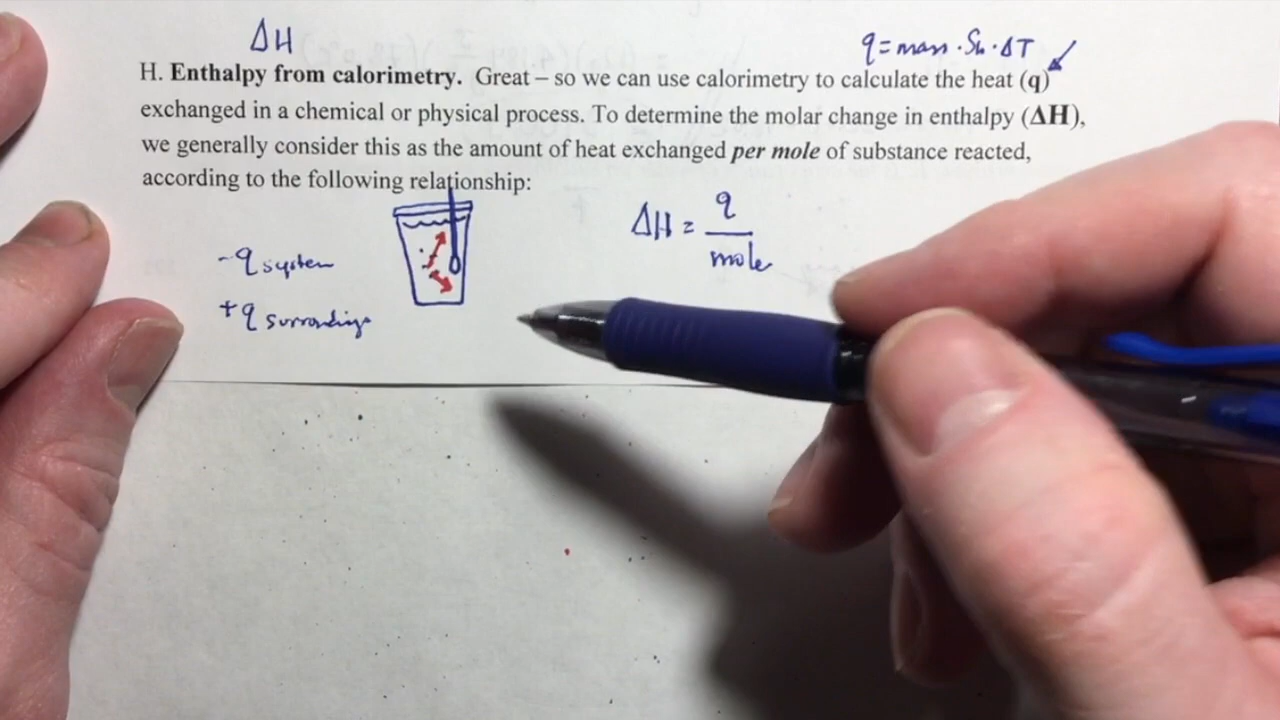 ΔH
q = mass · Sh · ΔT
H. Enthalpy from calorimetry. Great – so we can use calorimetry to calculate the heat (q)
exchanged in a chemical or physical process. To determine the molar change in enthalpy (ΔH),
we generally consider this as the amount of heat exchanged per mole of substance reacted,
according to the following relationship:
ΔH = q / mole
-q system
+q surroundings